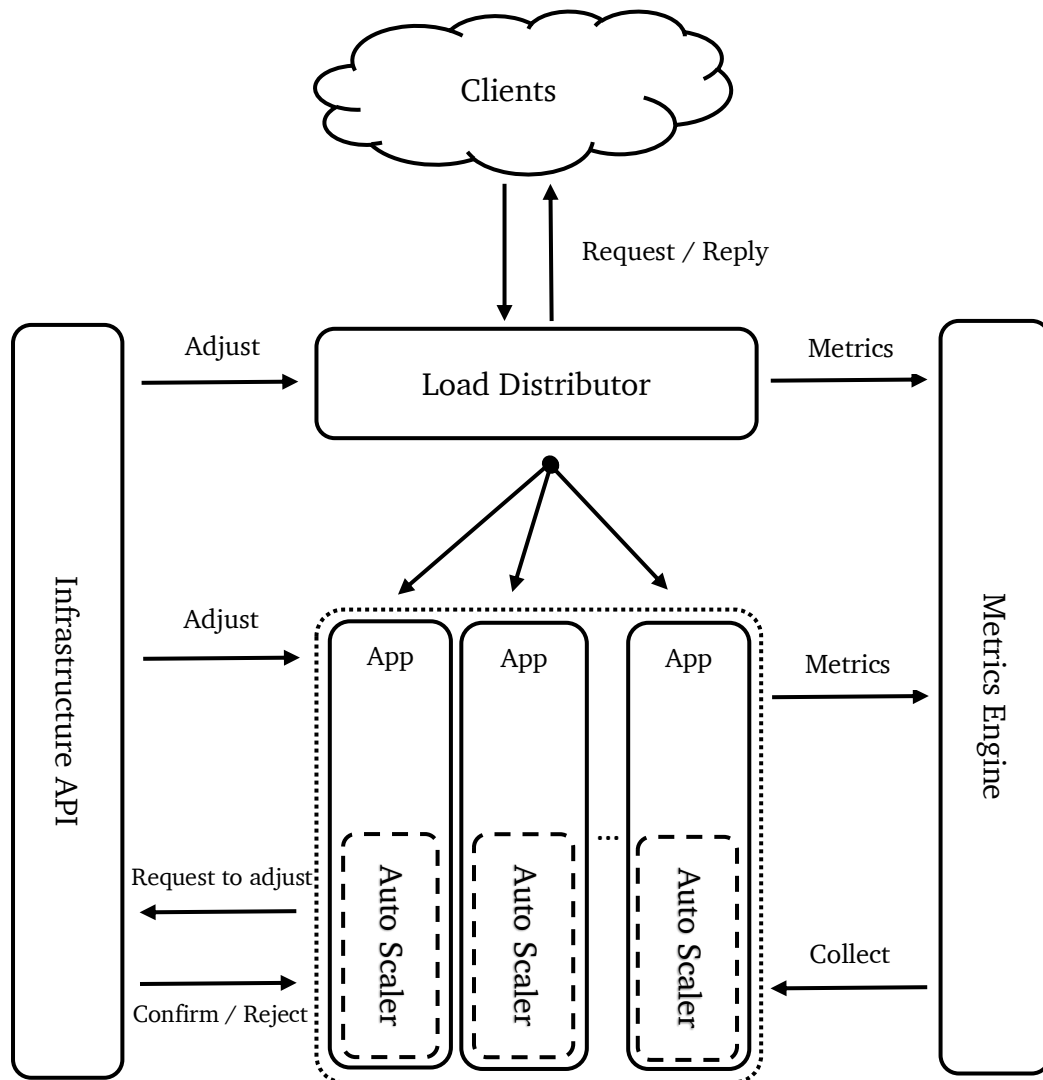 Clients
Request / Reply
Adjust
Load Distributor
Metrics
Infrastructure API
Adjust
App
App
App
Metrics
Metrics Engine
...
Request to adjust
Auto Scaler
Auto Scaler
Auto Scaler
Collect
Confirm / Reject